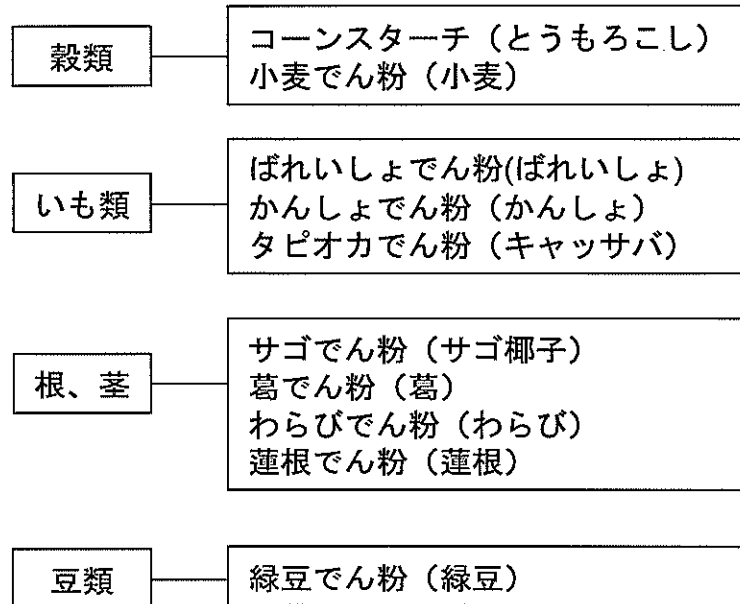 穀類
コーンスターチ（とうもろこし）
小麦でん粉（小麦）
いも類
ばれいしょでん粉(ばれいしょ)
かんしょでん粉（かんしょ）
タピオカでん粉（キャッサバ）
根、茎
サゴでん粉（サゴ椰子）
葛でん粉（葛）
わらびでん粉（わらび）
蓮根でん粉（蓮根）
豆類
緑豆でん粉（緑豆）